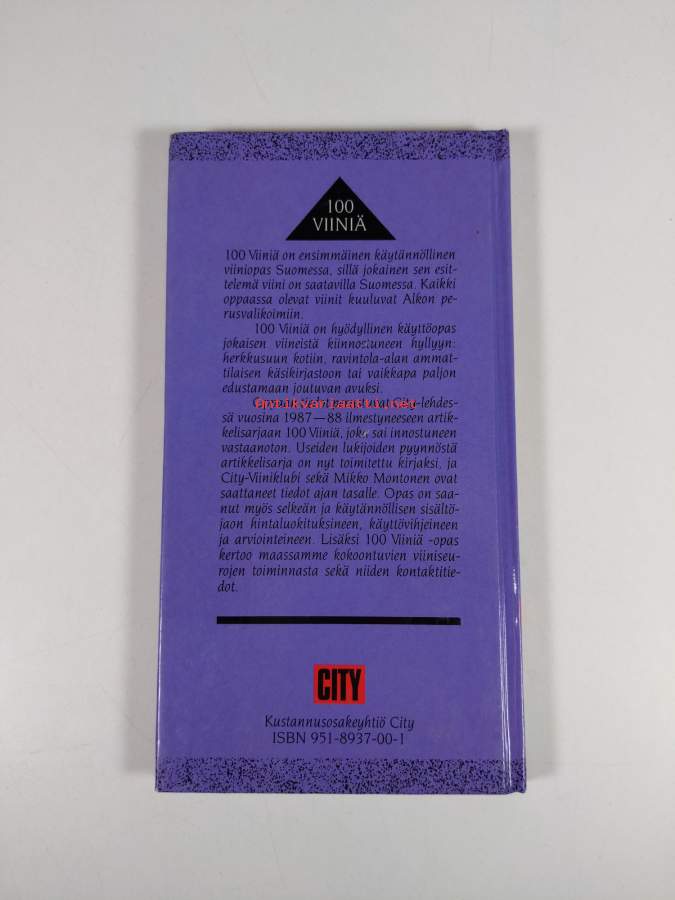 100
VIINIÄ
100 Viiniä on ensimmäinen käytännöllinen
viiniopas Suomessa, sillä jokainen sen esit-
telemä viini on saatavilla Suomessa. Kaikki
oppaassa olevat viinit kuuluvat Alkon pe-
rusvalikoimiin.
100 Viiniä on hyödyllinen käyttöopas
jokaisen viineistä kiinnostuneen hyllyyn:
herkkusuun kotiin, ravintola-alan ammat-
tilaisen käsikirjastoon tai vaikkapa paljon
edustamaan joutuvan avuksi.
City-lehdes-
antikvariaattu.net
sä vuosina 1987—88 ilmestyneeseen artik-
kelisarjaan 100 Viiniä, joka sai innostuneen
vastaanoton. Useiden lukijoiden pyynnöstä
artikkelisarja on nyt toimitettu kirjaksi, ja
City-Viiniklubi sekä Mikko Montonen ovat
saattaneet tiedot ajan tasalle. Opas on saa-
nut myös selkeän ja käytännöllisen sisältö-
jaon hintaluokituksineen, käyttövihjeineen
ja arviointeineen. Lisäksi 100 Viiniä -opas
kertoo maassamme kokoontuvien viiniseu-
rojen toiminnasta sekä niiden kontaktitie-
dot.
CITY
Kustannusosakeyhtiö City
ISBN 951-8937-00-1